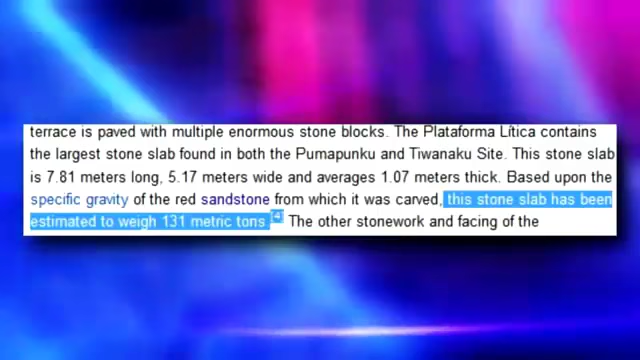 terrace is paved with multiple enormous stone blocks. The Plataforma Lítica contains
the largest stone slab found in both the Pumapunku and Tiwanaku Site. This stone slab
is 7.81 meters long, 5.17 meters wide and averages 1.07 meters thick. Based upon the
specific gravity of the red sandstone from which it was carved, this stone slab has been
estimated to weigh 131 metric tons.[4] The other stonework and facing of the